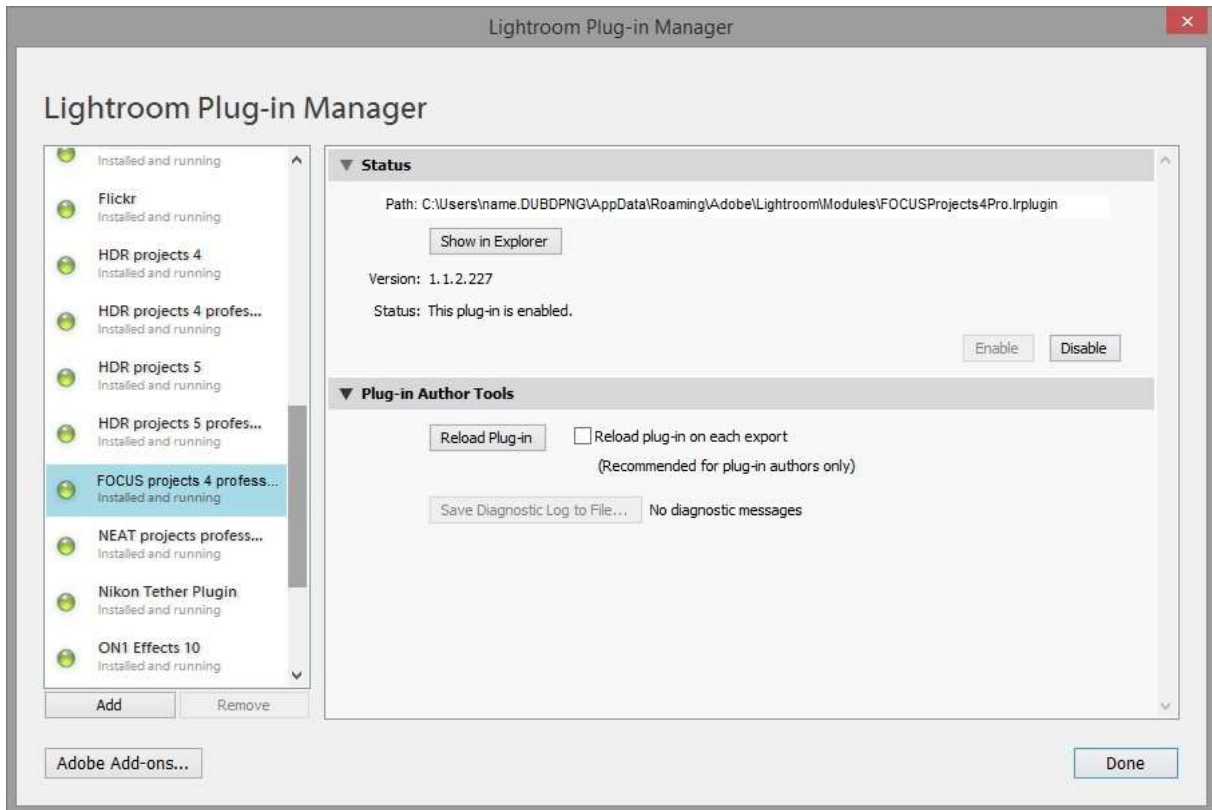 Lightroom Plug-in Manager
Lightroom Plug-in Manager
Installed and running
Flickr
Installed and running
HDR projects 4
Installed and running
HDR projects 4 profes...
Installed and running
HDR projects 5
Installed and running
HDR projects 5 profes...
Installed and running
FOCUS projects 4 profess...
Installed and running
NEAT projects profess...
Installed and running
Nikon Tether Plugin
Installed and running
ON1 Effects 10
Installed and running
Add Remove
Status
Path: C:\Users\name.DUBDPNG\AppData\Roaming\Adobe\Lightroom\Modules\FOCUSProjects4Pro.lrplugin
Show in Explorer
Version: 1.1.2.227
Status: This plug-in is enabled.
Enable Disable
Plug-in Author Tools
Reload Plug-in Reload plug-in on each export
(Recommended for plug-in authors only)
Save Diagnostic Log to File... No diagnostic messages
Adobe Add-ons... Done